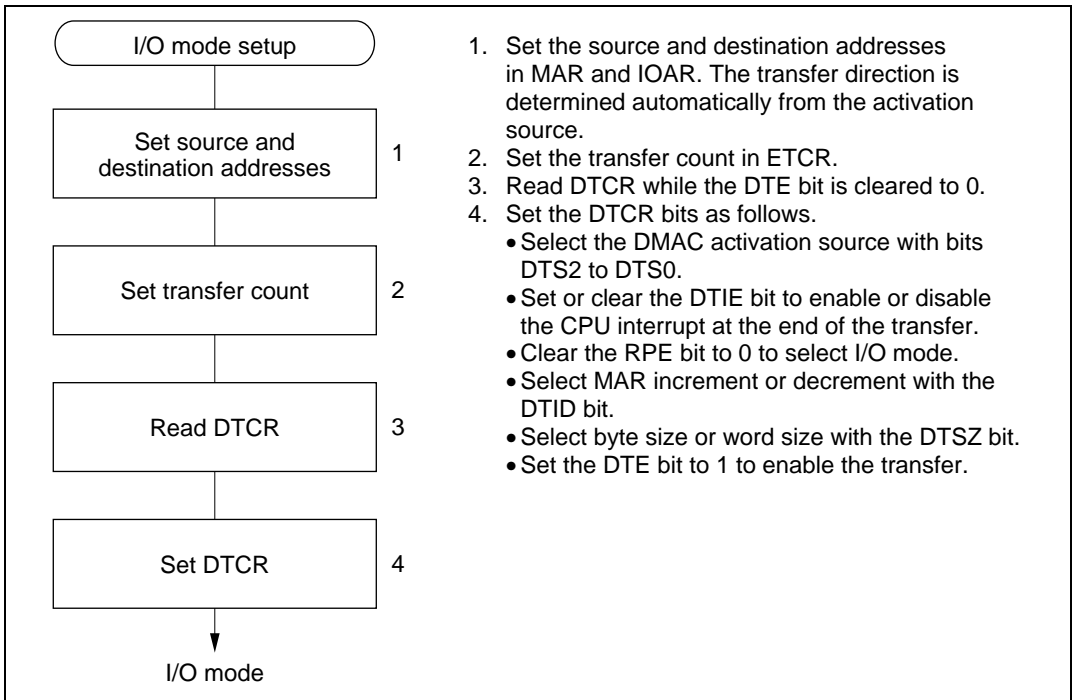 I/O mode setup
Set source and
destination addresses
1
Set transfer count
2
Read DTCR
3
Set DTCR
4
I/O mode
1. Set the source and destination addresses
in MAR and IOAR. The transfer direction is
determined automatically from the activation
source.
2. Set the transfer count in ETCR.
3. Read DTCR while the DTE bit is cleared to 0.
4. Set the DTCR bits as follows.
• Select the DMAC activation source with bits
DTS2 to DTS0.
• Set or clear the DTIE bit to enable or disable
the CPU interrupt at the end of the transfer.
• Clear the RPE bit to 0 to select I/O mode.
• Select MAR increment or decrement with the
DTID bit.
• Select byte size or word size with the DTSZ bit.
• Set the DTE bit to 1 to enable the transfer.